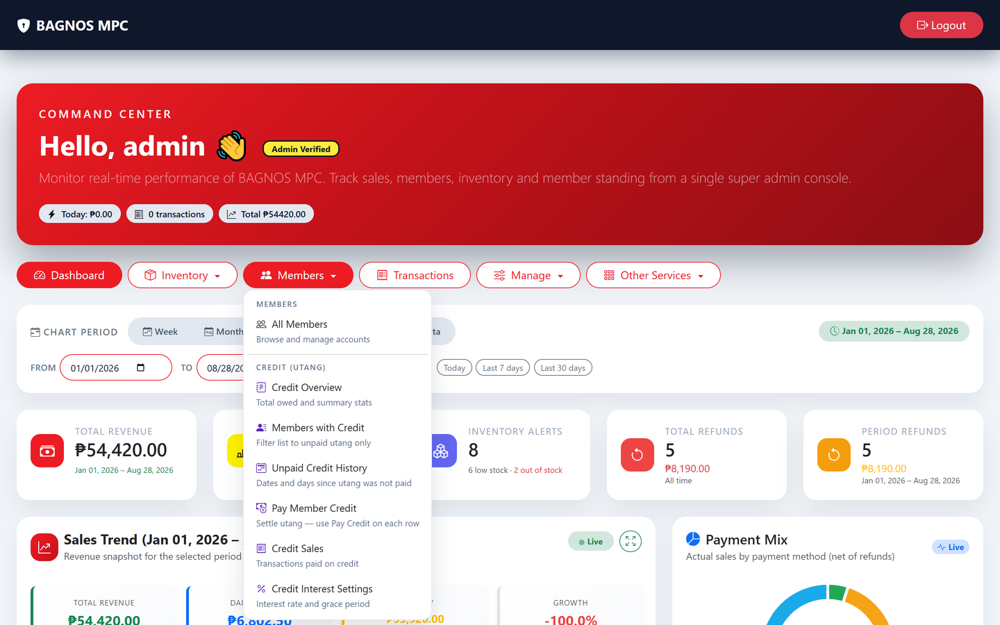 BAGNOS MPC
Logout
COMMAND CENTER
Hello, admin
Admin Verified
Monitor real-time performance of BAGNOS MPC. Track sales, members, inventory and member standing from a single super admin console.
Today: ₱0.00
0 transactions
Total ₱54420.00
Dashboard
Inventory
Members
Transactions
Manage
Other Services
MEMBERS
All Members
Browse and manage accounts
CREDIT (UTANG)
Credit Overview
Total owed and summary stats
Members with Credit
Filter list to unpaid utang only
Unpaid Credit History
Dates and days since utang was not paid
Pay Member Credit
Settle utang — use Pay Credit on each row
Credit Sales
Transactions paid on credit
Credit Interest Settings
Interest rate and grace period
CHART PERIOD
Week
Month
ta
Jan 01, 2026 – Aug 28, 2026
FROM
01/01/2026
TO
08/28/20
Today
Last 7 days
Last 30 days
TOTAL REVENUE
₱54,420.00
Jan 01, 2026 – Aug 28, 2026
INVENTORY ALERTS
8
6 low stock · 2 out of stock
TOTAL REFUNDS
5
₱8,190.00
All time
PERIOD REFUNDS
5
₱8,190.00
Jan 01, 2026 – Aug 28, 2026
Sales Trend (Jan 01, 2026 –
Revenue snapshot for the selected period
Live
Payment Mix
Actual sales by payment method (net of refunds)
Live
TOTAL REVENUE
₱54,420.00
DAI
₱6,802.50
GROWTH
-100.0%